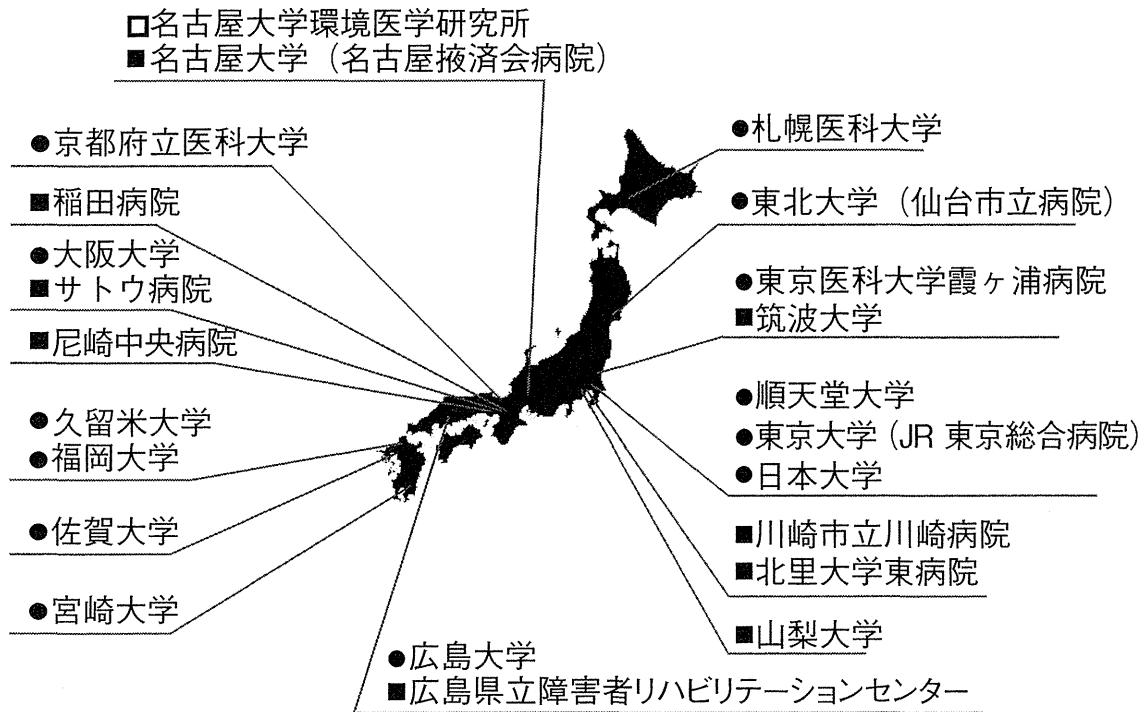 □名古屋大学環境医学研究所
■名古屋大学（名古屋掖済会病院）
●京都府立医科大学
■稲田病院
●大阪大学
■サトウ病院
■尼崎中央病院
●久留米大学
●福岡大学
●佐賀大学
●宮崎大学
●札幌医科大学
●東北大学（仙台市立病院）
●東京医科大学霞ヶ浦病院
■筑波大学
●順天堂大学
●東京大学（JR 東京総合病院）
●日本大学
■川崎市立川崎病院
■北里大学東病院
■山梨大学
●広島大学
■広島県立障害者リハビリテーションセンター